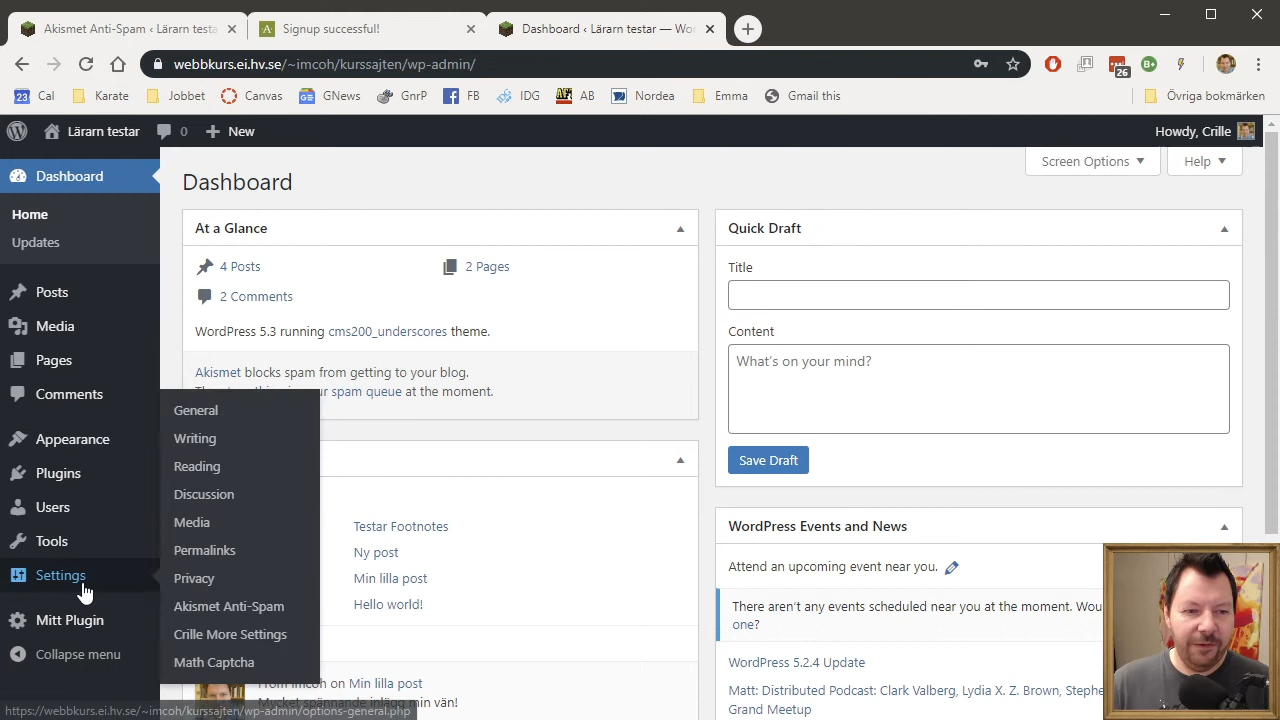 Akismet Anti-Spam ‹ Lärarn testa
Signup successful!
Dashboard ‹ Lärarn testar — Wor
webbkurs.ei.hv.se/~imcoh/kurssajten/wp-admin/
26
23 Cal
Karate
Jobbet
Canvas
GNews
GnrP
FB
IDG
AB
Nordea
Emma
Gmail this
Övriga bokmärken
Lärarn testar
0
New
Howdy, Crille
Dashboard
Home
Updates
Posts
Media
Pages
Comments
Appearance
Plugins
Users
Tools
Settings
Mitt Plugin
Collapse menu
General
Writing
Reading
Discussion
Media
Permalinks
Privacy
Akismet Anti-Spam
Crille More Settings
Math Captcha
Screen Options
Help
Dashboard
At a Glance
4 Posts
2 Pages
2 Comments
WordPress 5.3 running cms200_underscores theme.
Akismet blocks spam from getting to your blog.
spam queue at the moment.
Testar Footnotes
Ny post
Min lilla post
Hello world!
From imcoh on Min lilla post
Mycket spännande inlägg min vän!
Quick Draft
Title
Content
What's on your mind?
Save Draft
WordPress Events and News
Attend an upcoming event near you.
There aren't any events scheduled near you at the moment. Wou
one?
WordPress 5.2.4 Update
Matt: Distributed Podcast: Clark Valberg, Lydia X. Z. Brown, Stephe
Grand Meetup
https://webbkurs.ei.hv.se/~imcoh/kurssajten/wp-admin/options-general.php